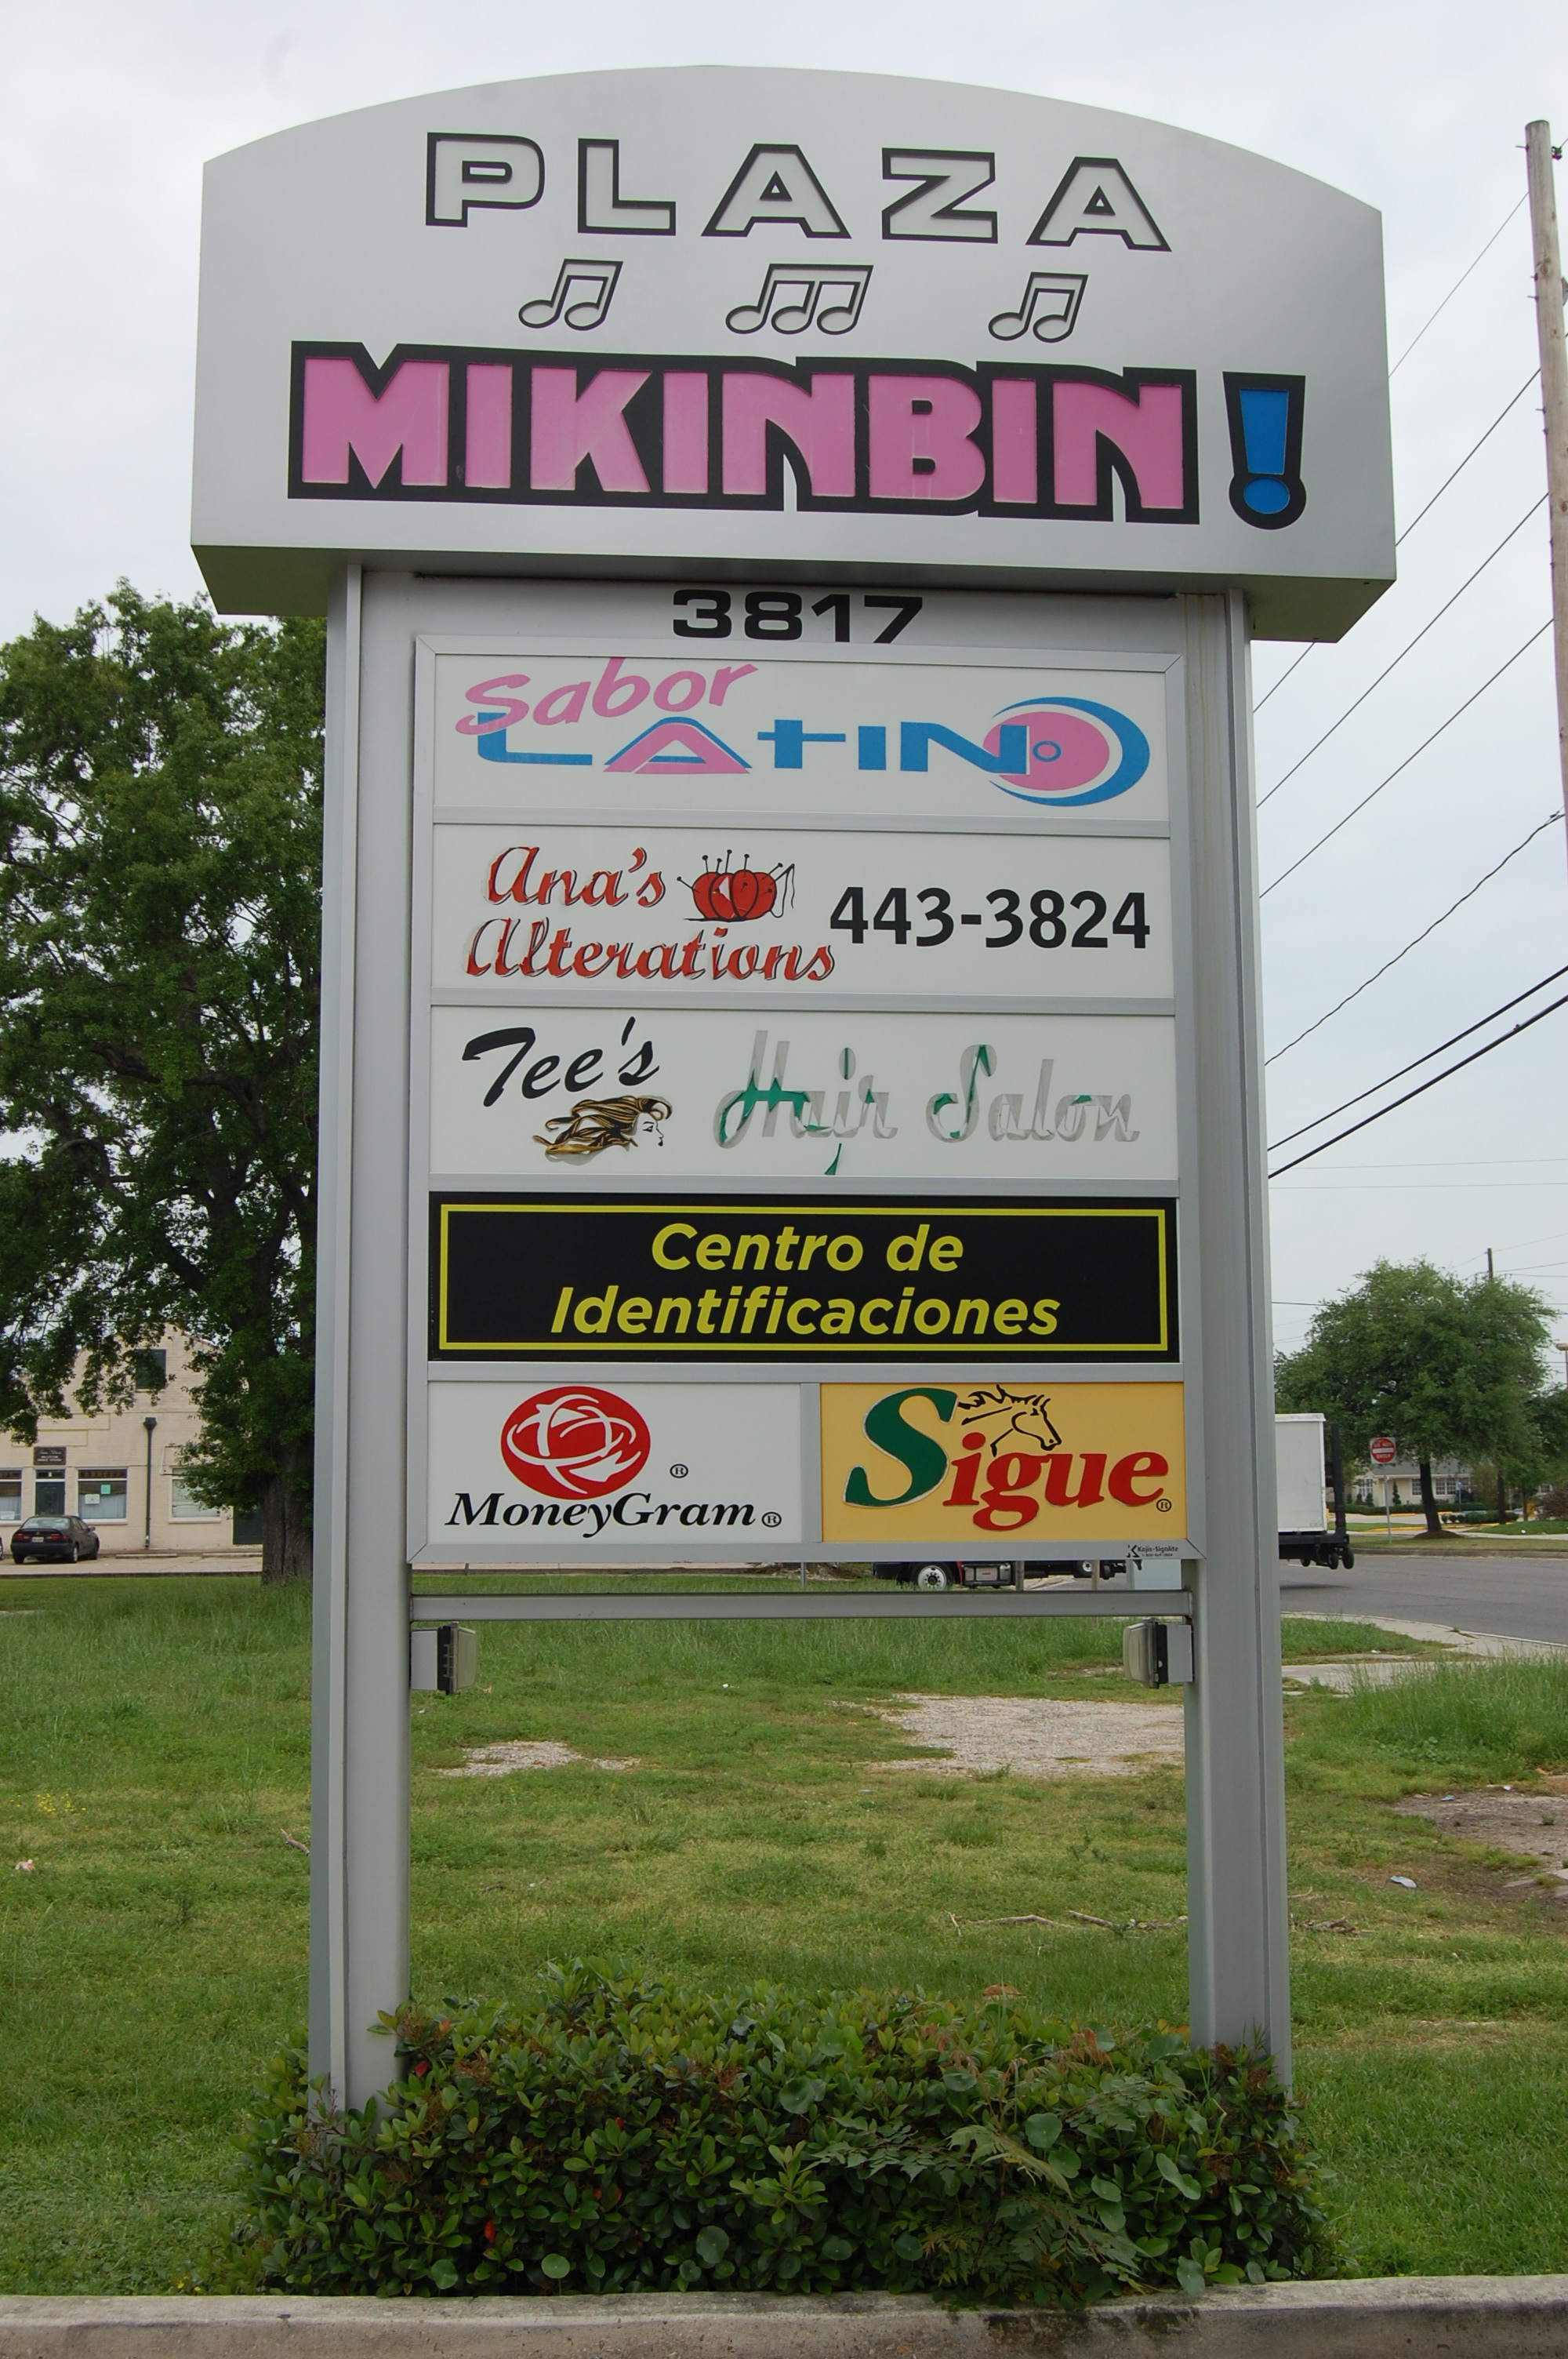 PLAZA
MIKINBIN!
3817
Sabor
LATINO
Ana's
Alterations
443-3824
Tee's
Hair Salon
Centro de
Identificaciones
MoneyGram®
Sigue®